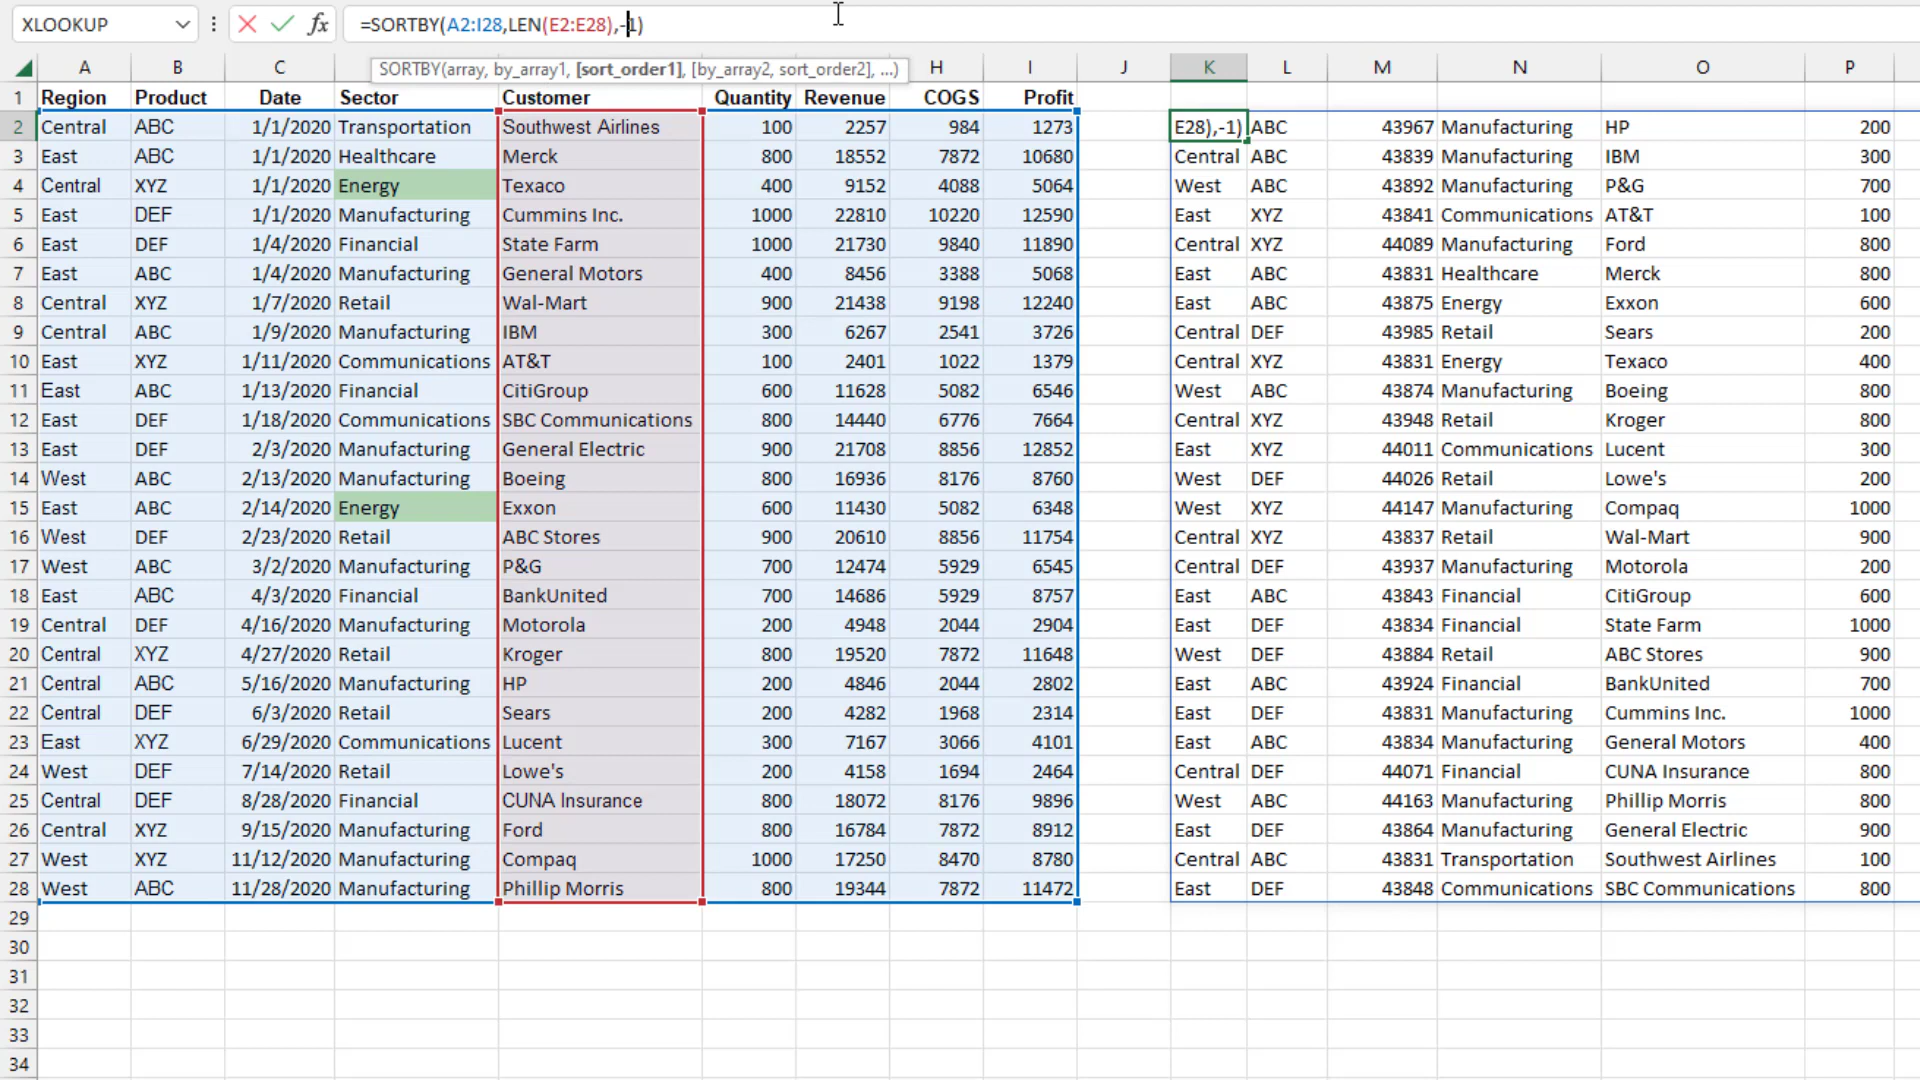 XLOOKUP =SORTBY(A2:I28,LEN(E2:E28),-1)
SORTBY(array, by_array1, [sort_order1], [by_array2, sort_order2], ...)
A B C H I J K L M N O P
1 Region Product Date Sector Customer Quantity Revenue COGS Profit
2 Central ABC 1/1/2020 Transportation Southwest Airlines 100 2257 984 1273 E28),-1) ABC 43967 Manufacturing HP 200
3 East ABC 1/1/2020 Healthcare Merck 800 18552 7872 10680 Central ABC 43839 Manufacturing IBM 300
4 Central XYZ 1/1/2020 Energy Texaco 400 9152 4088 5064 West ABC 43892 Manufacturing P&G 700
5 East DEF 1/1/2020 Manufacturing Cummins Inc. 1000 22810 10220 12590 East XYZ 43841 Communications AT&T 100
6 East DEF 1/4/2020 Financial State Farm 1000 21730 9840 11890 Central XYZ 44089 Manufacturing Ford 800
7 East ABC 1/4/2020 Manufacturing General Motors 400 8456 3388 5068 East ABC 43831 Healthcare Merck 800
8 Central XYZ 1/7/2020 Retail Wal-Mart 900 21438 9198 12240 East ABC 43875 Energy Exxon 600
9 Central ABC 1/9/2020 Manufacturing IBM 300 6267 2541 3726 Central DEF 43985 Retail Sears 200
10 East XYZ 1/11/2020 Communications AT&T 100 2401 1022 1379 Central XYZ 43831 Energy Texaco 400
11 East ABC 1/13/2020 Financial CitiGroup 600 11628 5082 6546 West ABC 43874 Manufacturing Boeing 800
12 East DEF 1/18/2020 Communications SBC Communications 800 14440 6776 7664 Central XYZ 43948 Retail Kroger 800
13 East DEF 2/3/2020 Manufacturing General Electric 900 21708 8856 12852 East XYZ 44011 Communications Lucent 300
14 West ABC 2/13/2020 Manufacturing Boeing 800 16936 8176 8760 West DEF 44026 Retail Lowe's 200
15 East ABC 2/14/2020 Energy Exxon 600 11430 5082 6348 West XYZ 44147 Manufacturing Compaq 1000
16 West DEF 2/23/2020 Retail ABC Stores 900 20610 8856 11754 Central XYZ 43837 Retail Wal-Mart 900
17 West ABC 3/2/2020 Manufacturing P&G 700 12474 5929 6545 Central DEF 43937 Manufacturing Motorola 200
18 East ABC 4/3/2020 Financial BankUnited 700 14686 5929 8757 East ABC 43843 Financial CitiGroup 600
19 Central DEF 4/16/2020 Manufacturing Motorola 200 4948 2044 2904 East DEF 43834 Financial State Farm 1000
20 Central XYZ 4/27/2020 Retail Kroger 800 19520 7872 11648 West DEF 43884 Retail ABC Stores 900
21 Central ABC 5/16/2020 Manufacturing HP 200 4846 2044 2802 East ABC 43924 Financial BankUnited 700
22 Central DEF 6/3/2020 Retail Sears 200 4282 1968 2314 East DEF 43831 Manufacturing Cummins Inc. 1000
23 East XYZ 6/29/2020 Communications Lucent 300 7167 3066 4101 East ABC 43834 Manufacturing General Motors 400
24 West DEF 7/14/2020 Retail Lowe's 200 4158 1694 2464 Central DEF 44071 Financial CUNA Insurance 800
25 Central DEF 8/28/2020 Financial CUNA Insurance 800 18072 8176 9896 West ABC 44163 Manufacturing Phillip Morris 800
26 Central XYZ 9/15/2020 Manufacturing Ford 800 16784 7872 8912 East DEF 43864 Manufacturing General Electric 900
27 West XYZ 11/12/2020 Manufacturing Compaq 1000 17250 8470 8780 Central ABC 43831 Transportation Southwest Airlines 100
28 West ABC 11/28/2020 Manufacturing Phillip Morris 800 19344 7872 11472 East DEF 43848 Communications SBC Communications 800
29
30
31
32
33
34